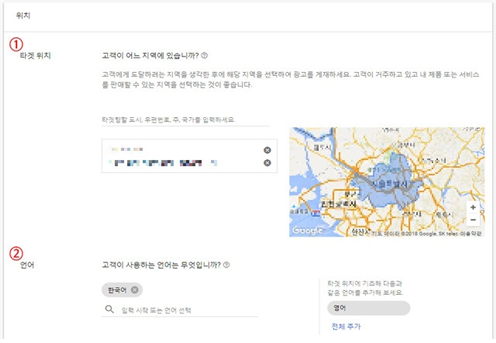 위치
①
타겟 위치
고객이 어느 지역에 있습니까?
고객에게 도달하려는 지역을 생각한 후에 해당 지역을 선택하여 광고를 게재하세요. 고객이 거주하고 있고 내 제품 또는 서비스
를 판매할 수 있는 지역을 선택하는 것이 좋습니다.
타겟팅할 도시, 우편번호, 주, 국가를 입력하세요.
서울특별시
인천광역시
Google
지도 데이터 ©2018 Google, SK telec 이용약관
②
언어
고객이 사용하는 언어는 무엇입니까?
한국어
입력 시작 또는 언어 선택
타겟 위치에 기초해 다음과
같은 언어를 추가해 보세요.
영어
전체 추가